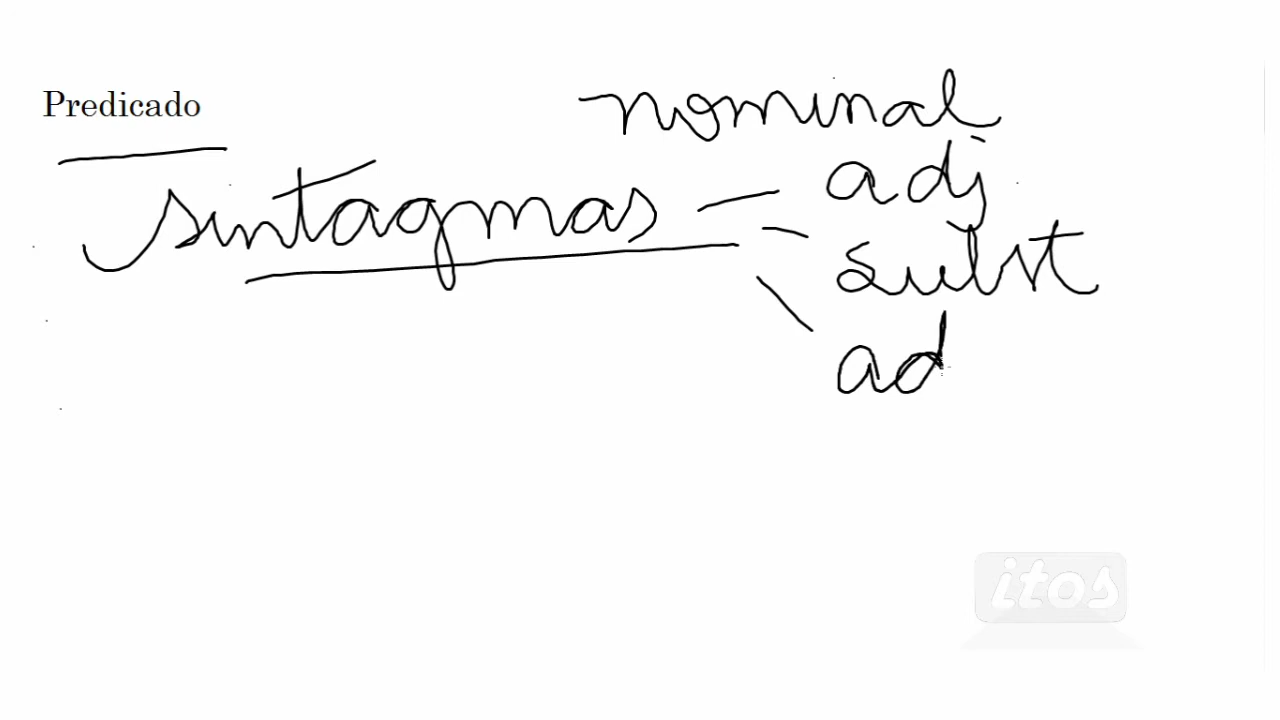 Predicado
nominal
sintagmas - adj
subst
ad
itos